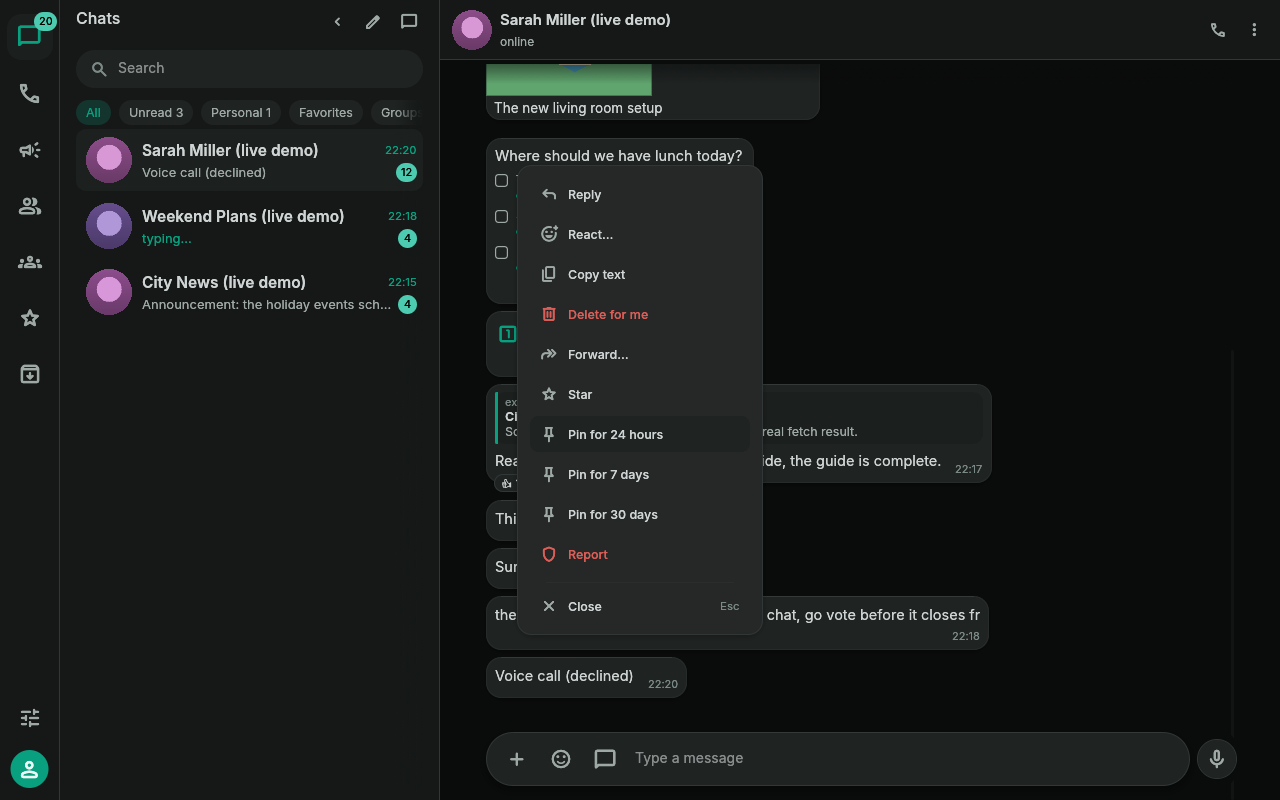 20
Chats
Search
All
Unread 3
Personal 1
Favorites
Group
Sarah Miller (live demo)
22:20
Voice call (declined)
12
Weekend Plans (live demo)
22:18
typing...
4
City News (live demo)
22:15
Announcement: the holiday events sch...
4
Sarah Miller (live demo)
online
The new living room setup
Where should we have lunch today?
Reply
React...
Copy text
Delete for me
Forward...
Star
Pin for 24 hours
Pin for 7 days
Pin for 30 days
Report
Close
Esc
real fetch result.
the guide is complete.
22:17
the
chat, go vote before it closes fr
22:18
Voice call (declined)
22:20
Type a message